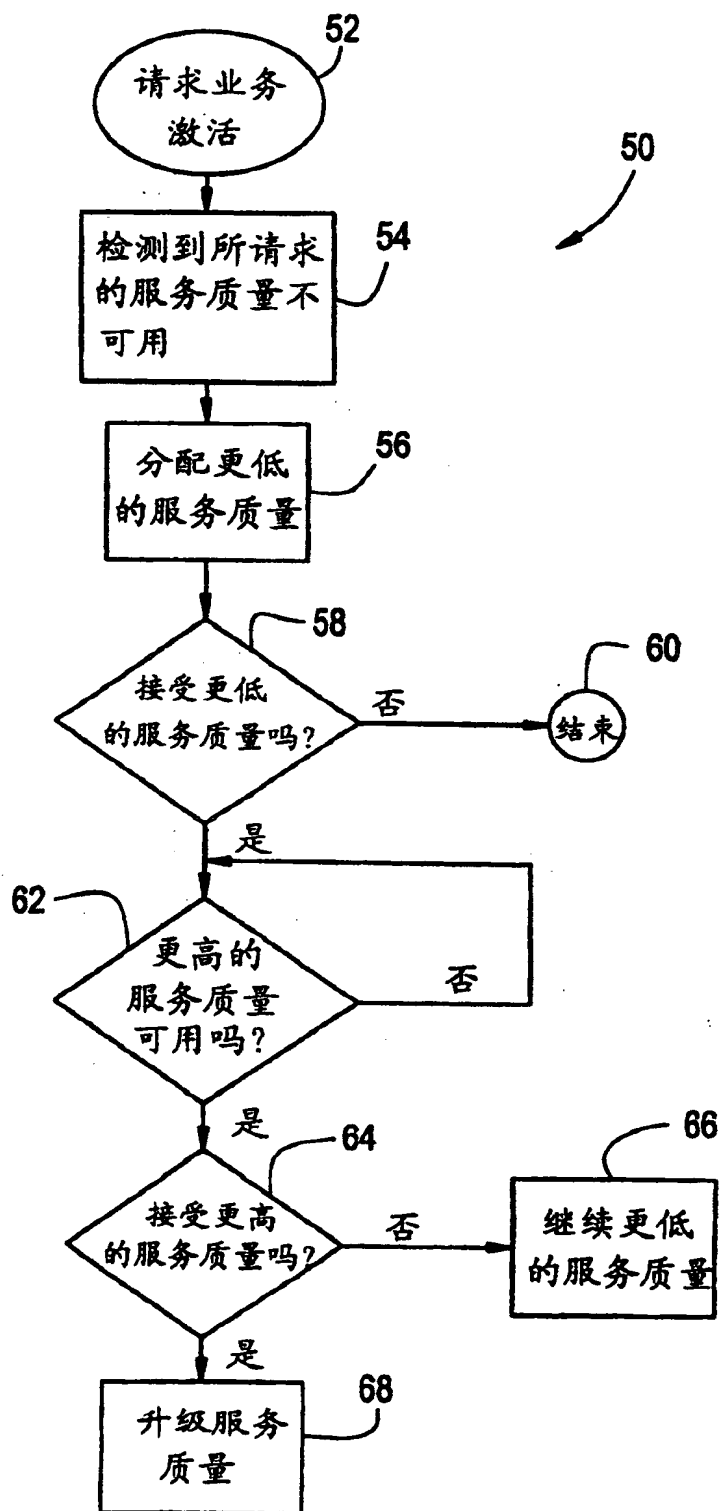 52
请求业务
激活
50
检测到所请求
的服务质量不
可用
54
分配更低
的服务质量
56
58
接受更低
的服务质量吗?
否
60
结束
是
62
更高的
服务质量
可用吗?
否
是
64
接受更高
的服务质量吗?
否
66
继续更低
的服务质量
是
升级服务
质量
68